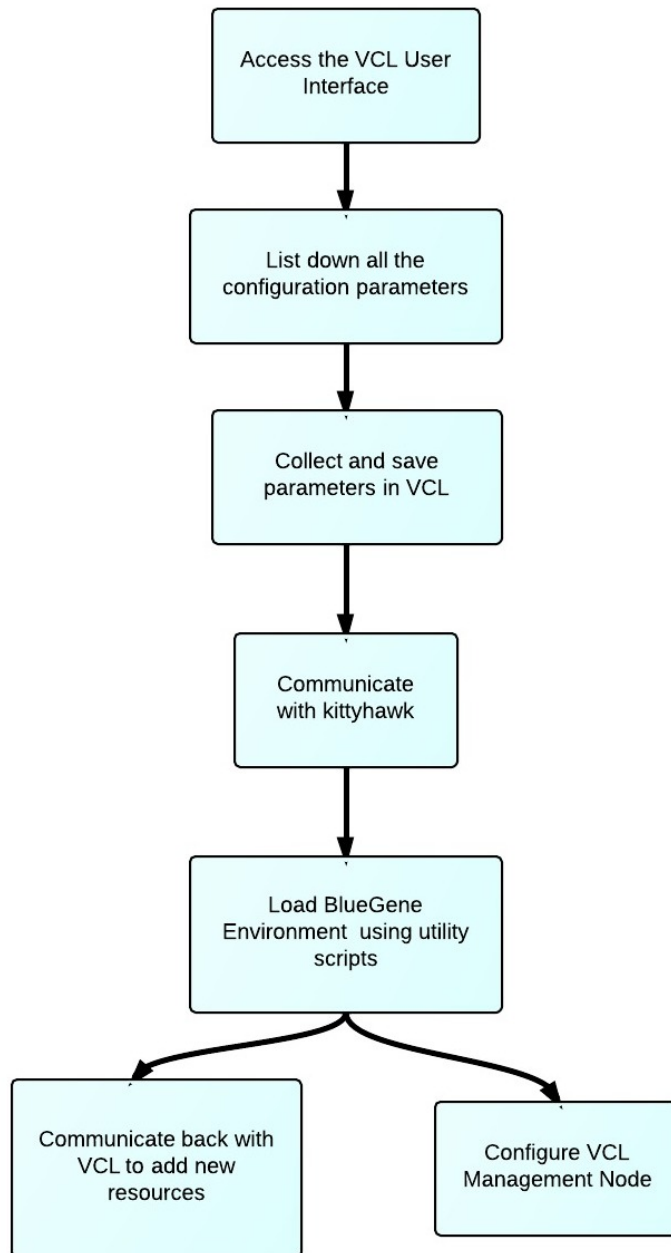 Access the VCL User
Interface
List down all the
configuration parameters
Collect and save
parameters in VCL
Communicate
with kittyhawk
Load BlueGene
Environment  using utility
scripts
Communicate back with
VCL to add new
resources
Configure VCL
Management Node